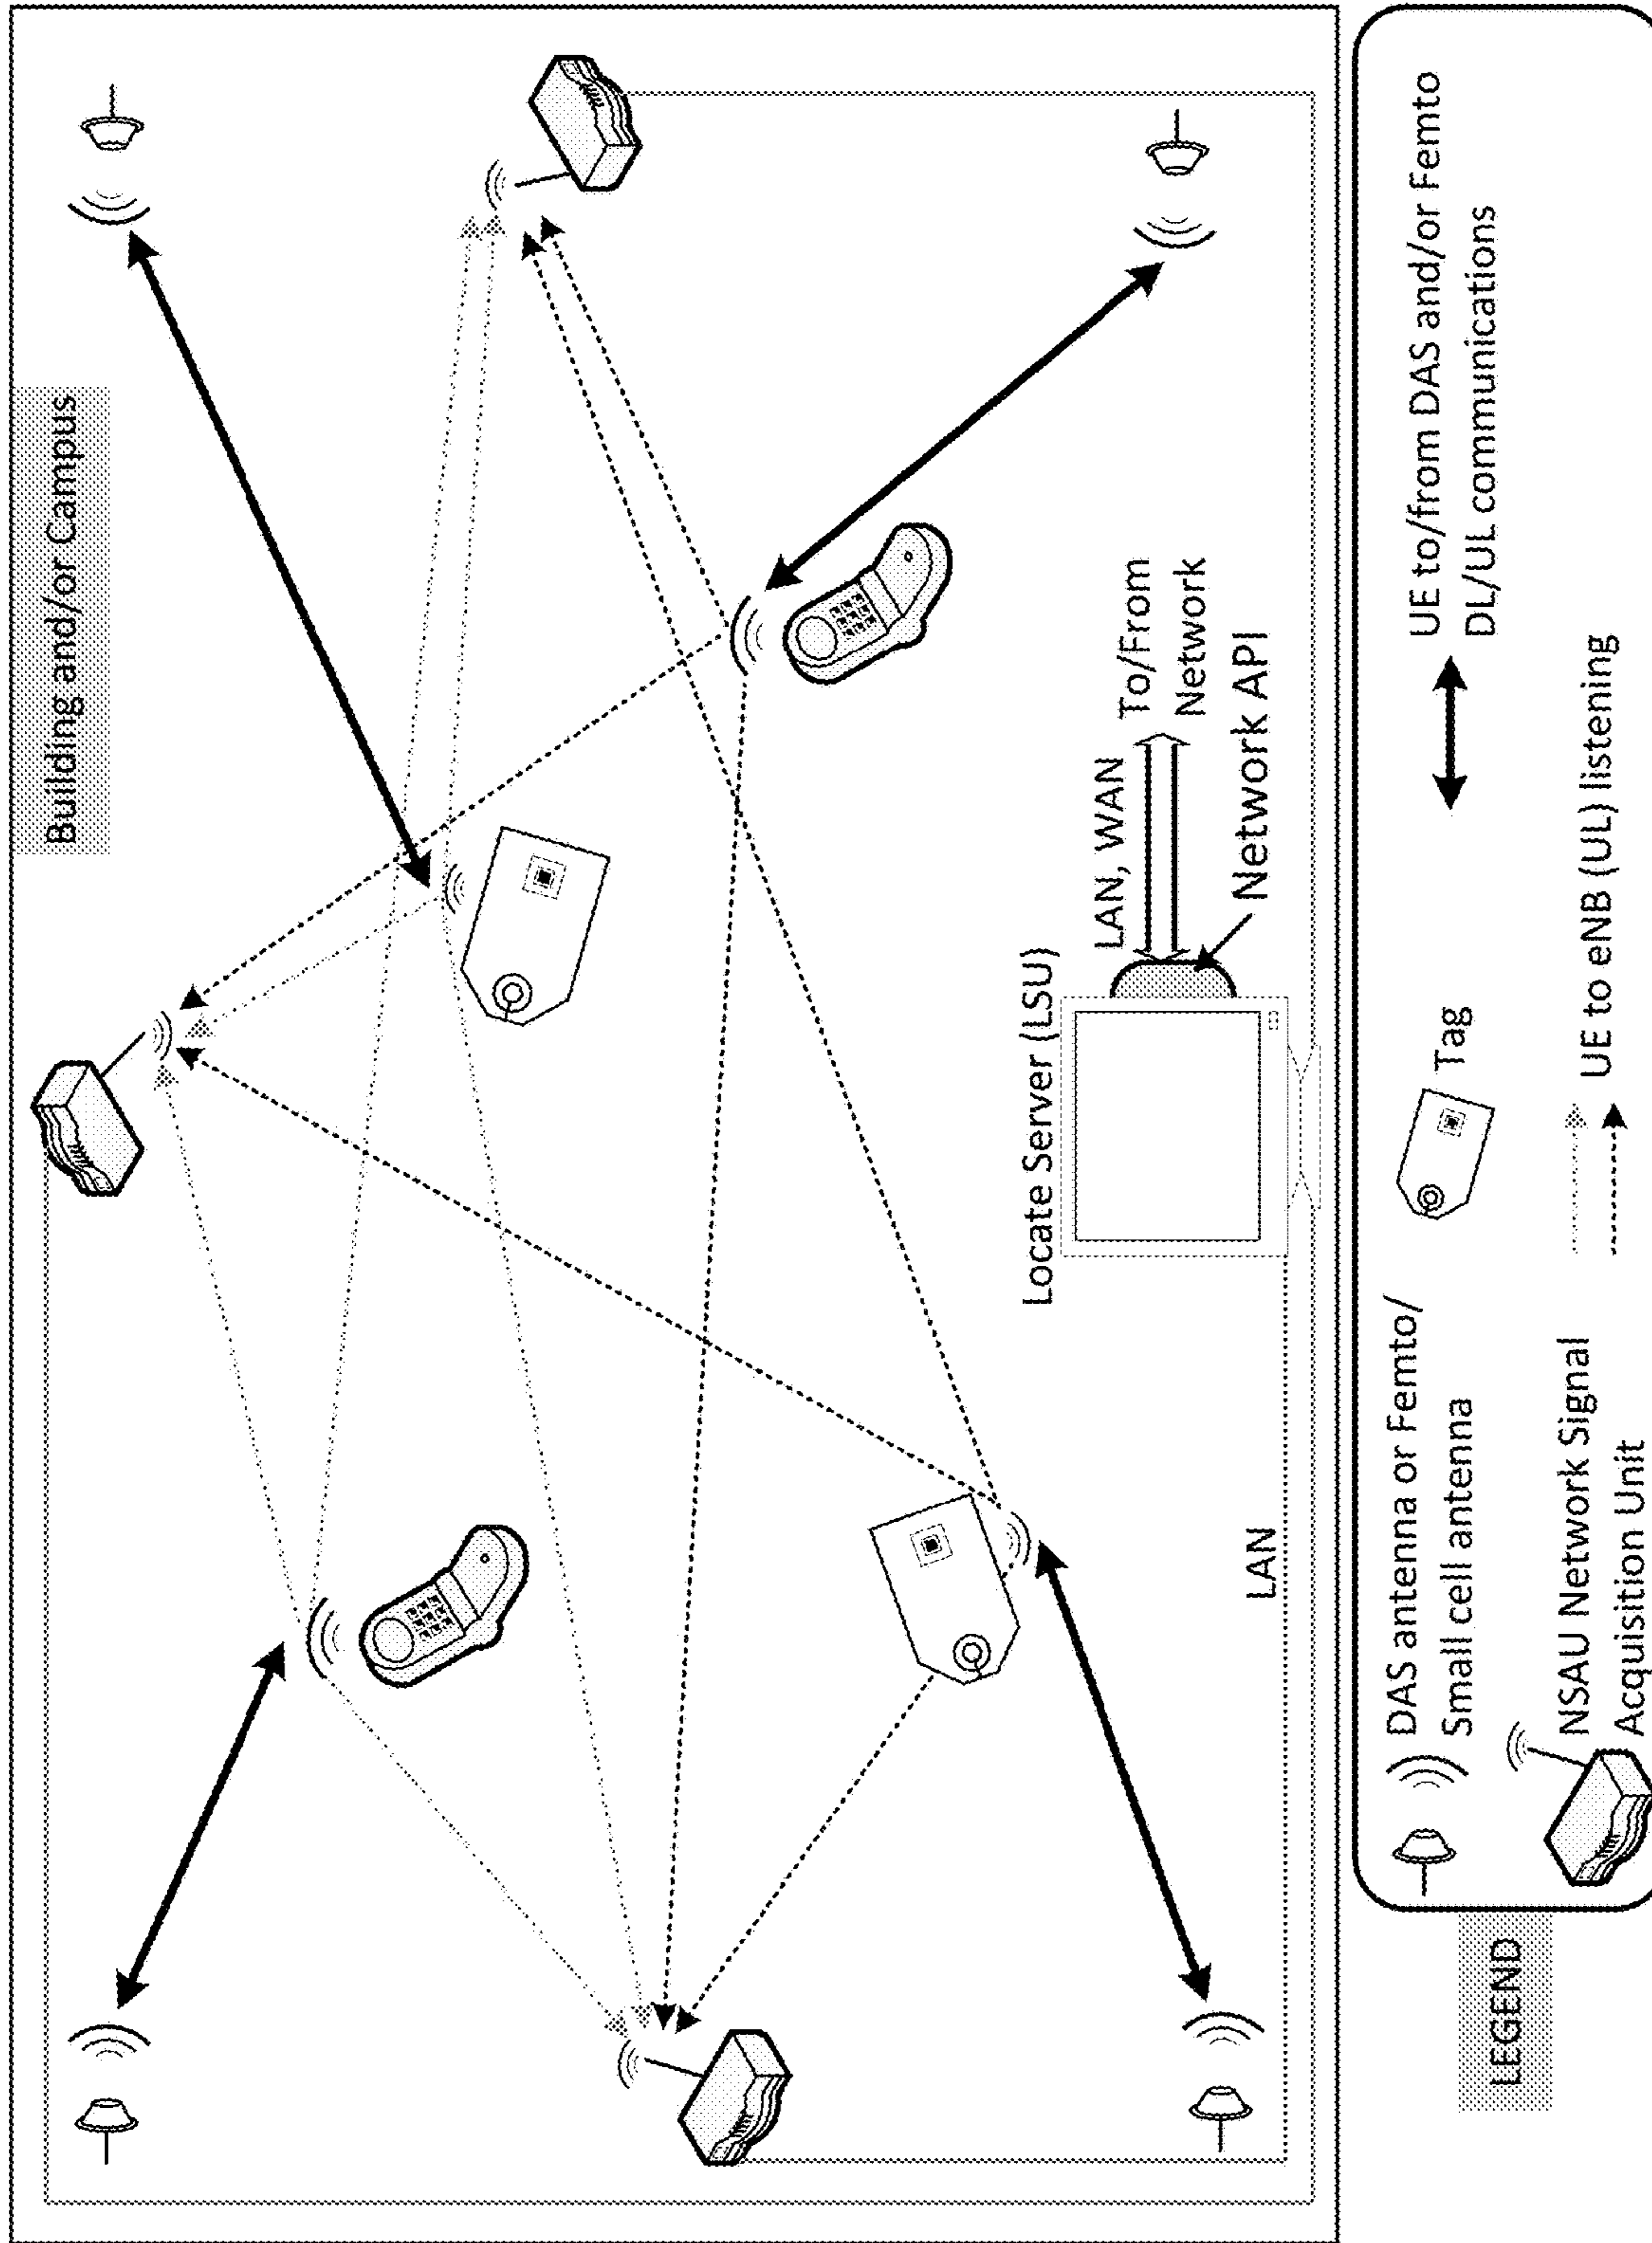 Building and/or Campus
Locate Server (LSU)
LAN, WAN
To/From
Network
Network API
LAN
LEGEND
DAS antenna or Femto/
Small cell antenna
Tag
UE to/from DAS and/or Femto
DL/UL communications
NSAU Network Signal
Acquisition Unit
UE to eNB (UL) listening